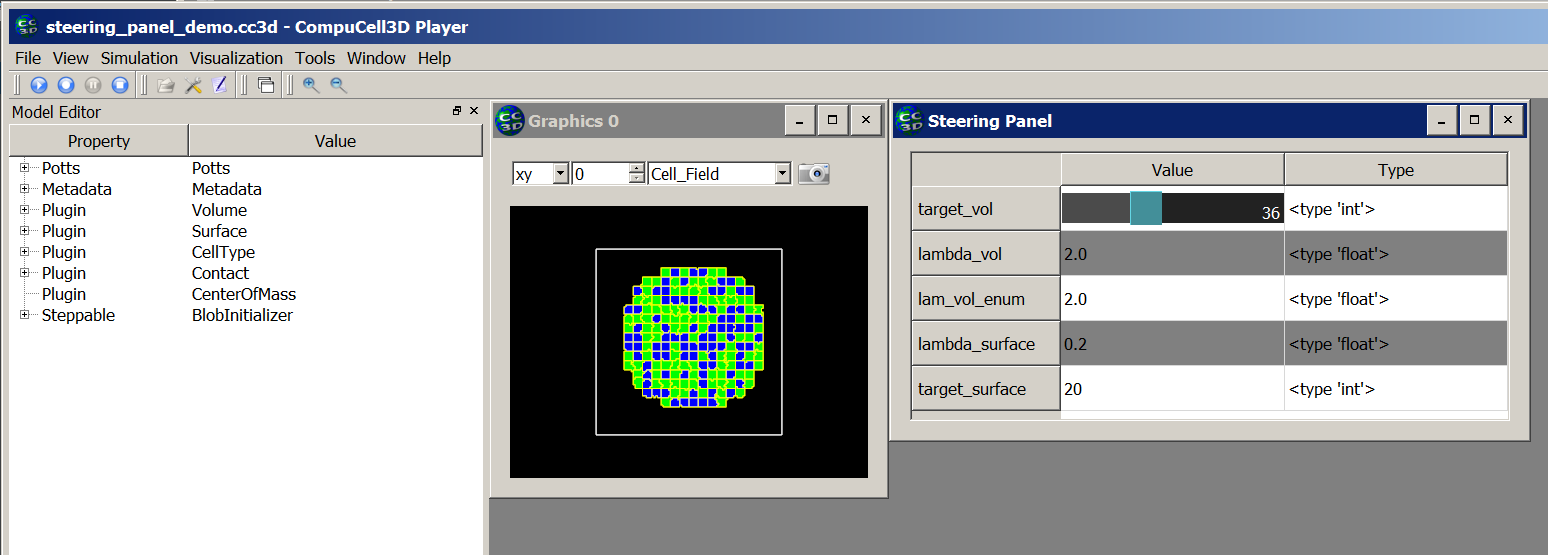 steering_panel_demo.cc3d - CompuCell3D Player
File View Simulation Visualization Tools Window Help
Model Editor
Property Value
Potts Potts
Metadata Metadata
Plugin Volume
Plugin Surface
Plugin CellType
Plugin Contact
Plugin CenterOfMass
Steppable BlobInitializer
CC3D Graphics 0
xy 0 Cell_Field
CC3D Steering Panel
Value Type
target_vol 36 <type 'int'>
lambda_vol 2.0 <type 'float'>
lam_vol_enum 2.0 <type 'float'>
lambda_surface 0.2 <type 'float'>
target_surface 20 <type 'int'>